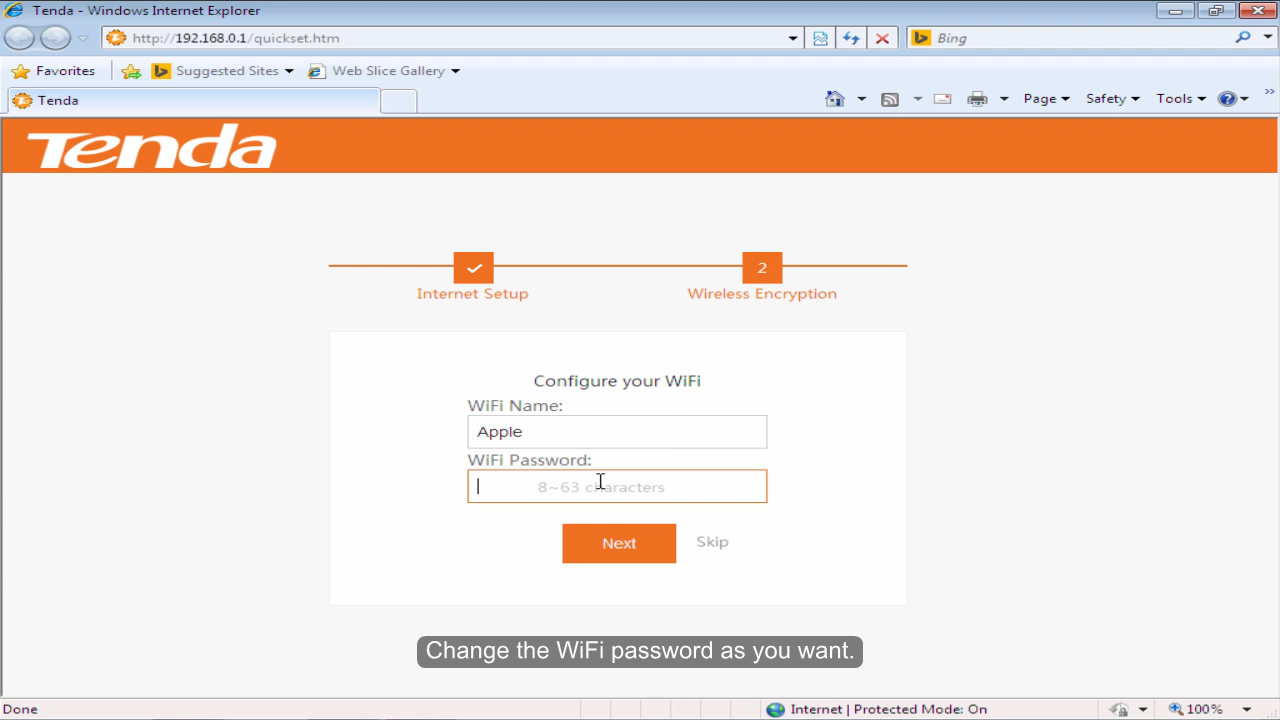 Tenda - Windows Internet Explorer
http://192.168.0.1/quickset.htm
Bing
Favorites
Suggested Sites
Web Slice Gallery
Tenda
Page
Safety
Tools
Tenda
2
Internet Setup
Wireless Encryption
Configure your WiFi
WiFi Name:
Apple
WiFi Password:
8~63 characters
Next
Skip
Change the WiFi password as you want.
Done
Internet | Protected Mode: On
100%